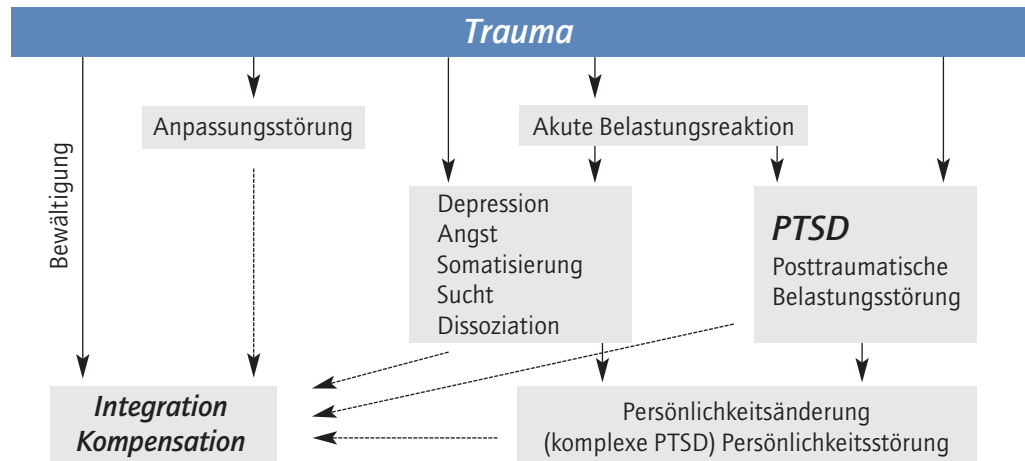 Trauma
Anpassungsstörung
Akute Belastungsreaktion
Bewältigung
Depression
Angst
Somatisierung
Sucht
Dissoziation
PTSD
Posttraumatische
Belastungsstörung
Integration
Kompensation
Persönlichkeitsänderung
(komplexe PTSD) Persönlichkeitsstörung